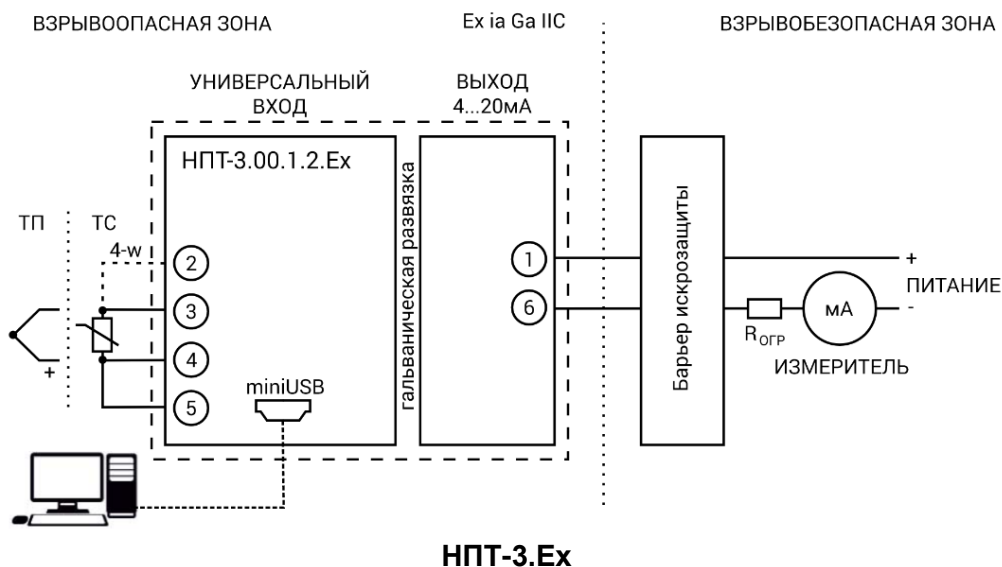 ВЗРЫВООПАСНАЯ ЗОНА
Ex ia Ga IIC
ВЗРЫВОБЕЗОПАСНАЯ ЗОНА
УНИВЕРСАЛЬНЫЙ
ВХОД
ВЫХОД
4...20мА
НПТ-3.00.1.2.Ex
гальваническая развязка
Барьер искрозащиты
ТП
ТС
4-w
2
3
4
5
1
6
+
ПИТАНИЕ
-
мА
RОГР
ИЗМЕРИТЕЛЬ
+
miniUSB
НПТ-3.Ex